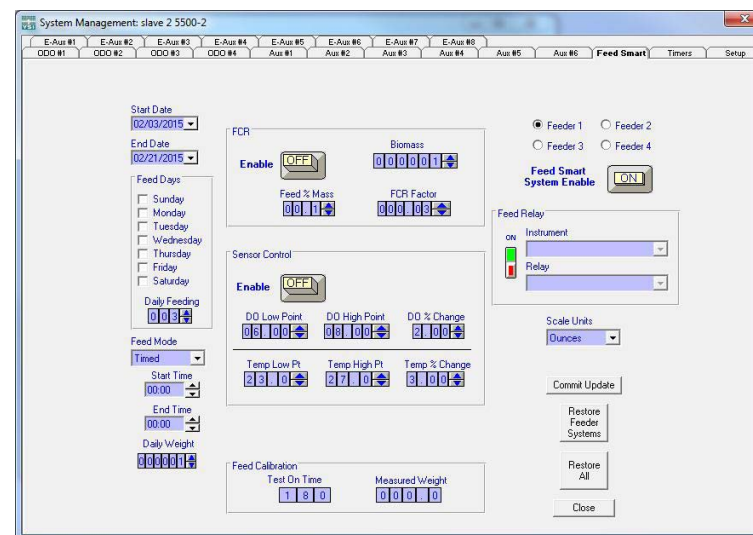 System Management: slave 2 5500-2
E-Aux #1 E-Aux #2 E-Aux #3 E-Aux #4 E-Aux #5 E-Aux #6 E-Aux #7 E-Aux #8
ODO #1 ODO #2 ODO #3 ODO #4 Aux #1 Aux #2 Aux #3 Aux #4 Aux #5 Aux #6 Feed Smart Timers Setup
Start Date
02/03/2015
End Date
02/21/2015
Feed Days
Sunday
Monday
Tuesday
Wednesday
Thursday
Friday
Saturday
Daily Feeding
003
Feed Mode
Timed
Start Time
00:00
End Time
00:00
Daily Weight
000001
FCR
Enable OFF
Biomass
000001
Feed % Mass
00.1
FCR Factor
000.03
Sensor Control
Enable OFF
DO Low Point DO High Point DO % Change
06.00 08.00 2.00
Temp Low Pt Temp High Pt Temp % Change
23.0 27.0 3.00
Feed Calibration
Test On Time Measured Weight
180 000.0
Feeder 1 Feeder 2
Feeder 3 Feeder 4
Feed Smart
System Enable ON
Feed Relay
ON
Instrument
Relay
Scale Units
Ounces
Commit Update
Restore
Feeder
Systems
Restore
All
Close